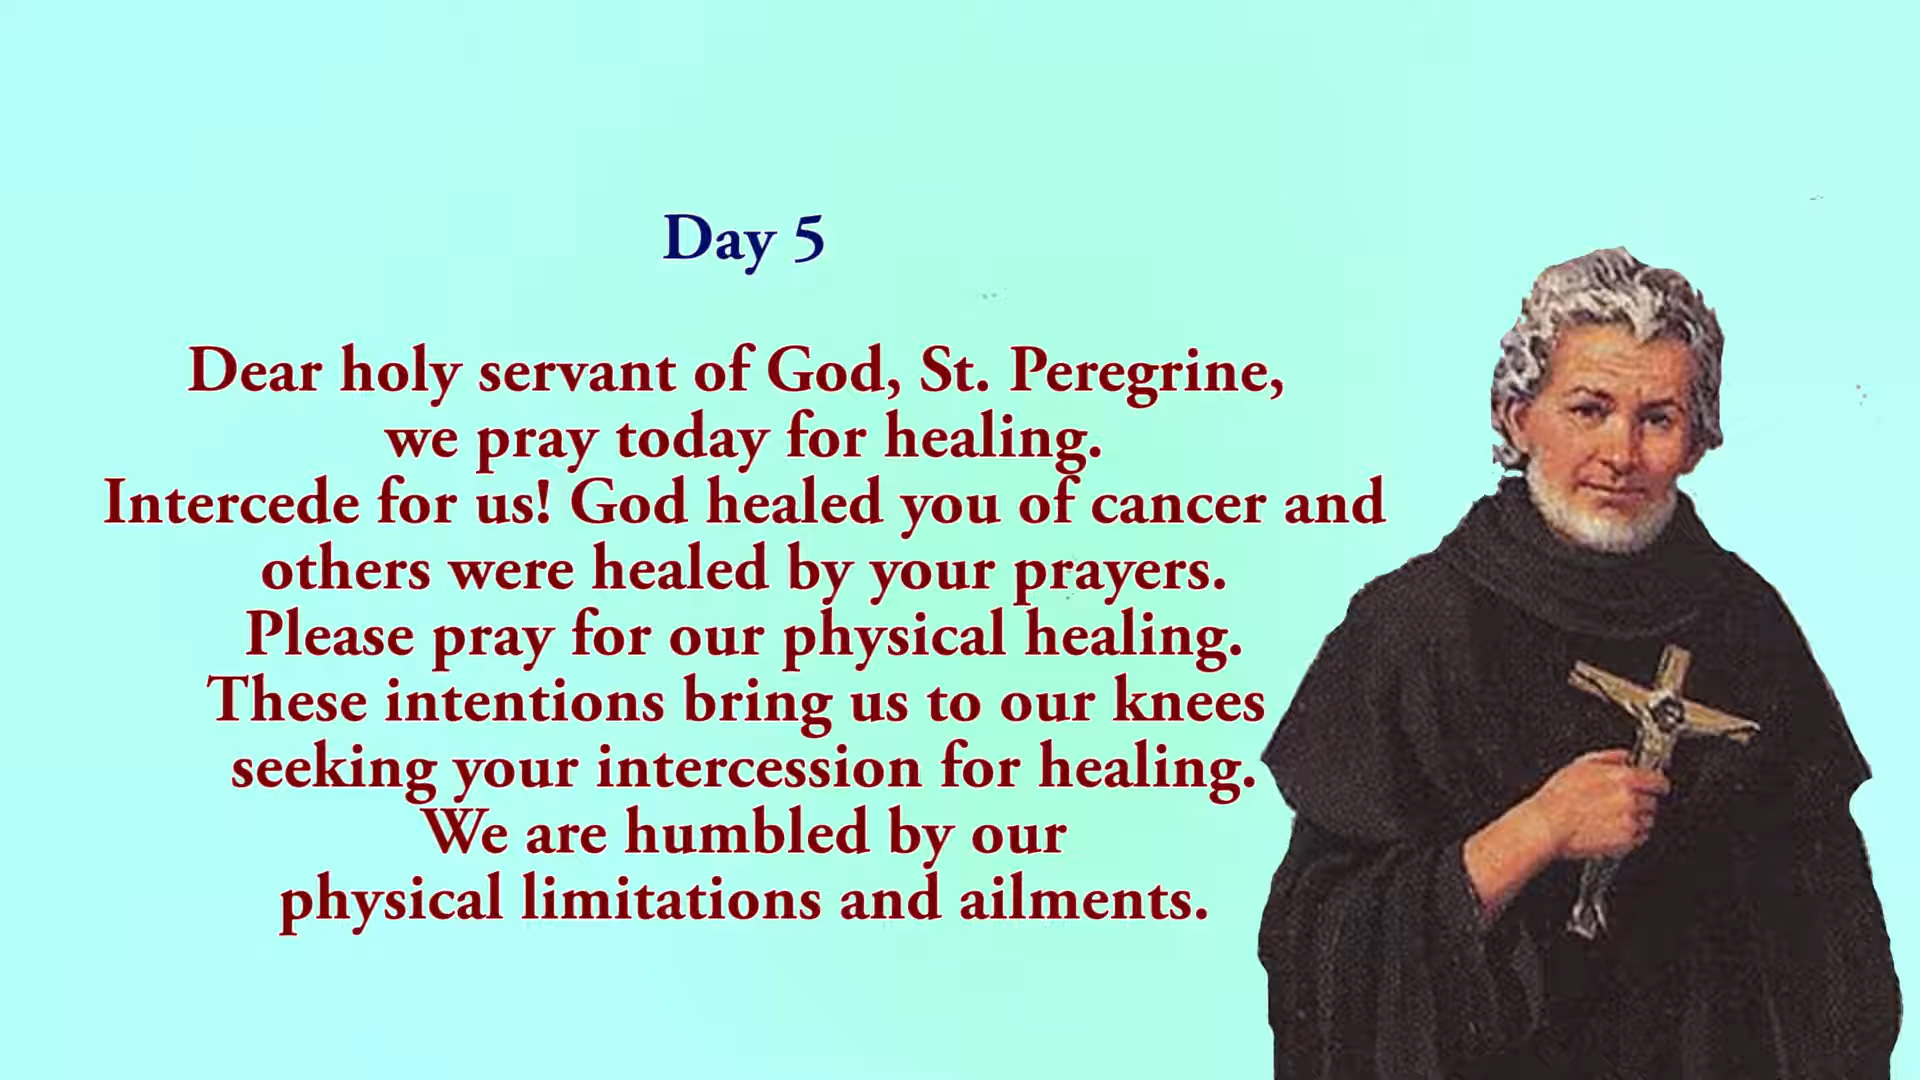 Day 5
Dear holy servant of God, St. Peregrine,
we pray today for healing.
Intercede for us! God healed you of cancer and
others were healed by your prayers.
Please pray for our physical healing.
These intentions bring us to our knees
seeking your intercession for healing.
We are humbled by our
physical limitations and ailments.